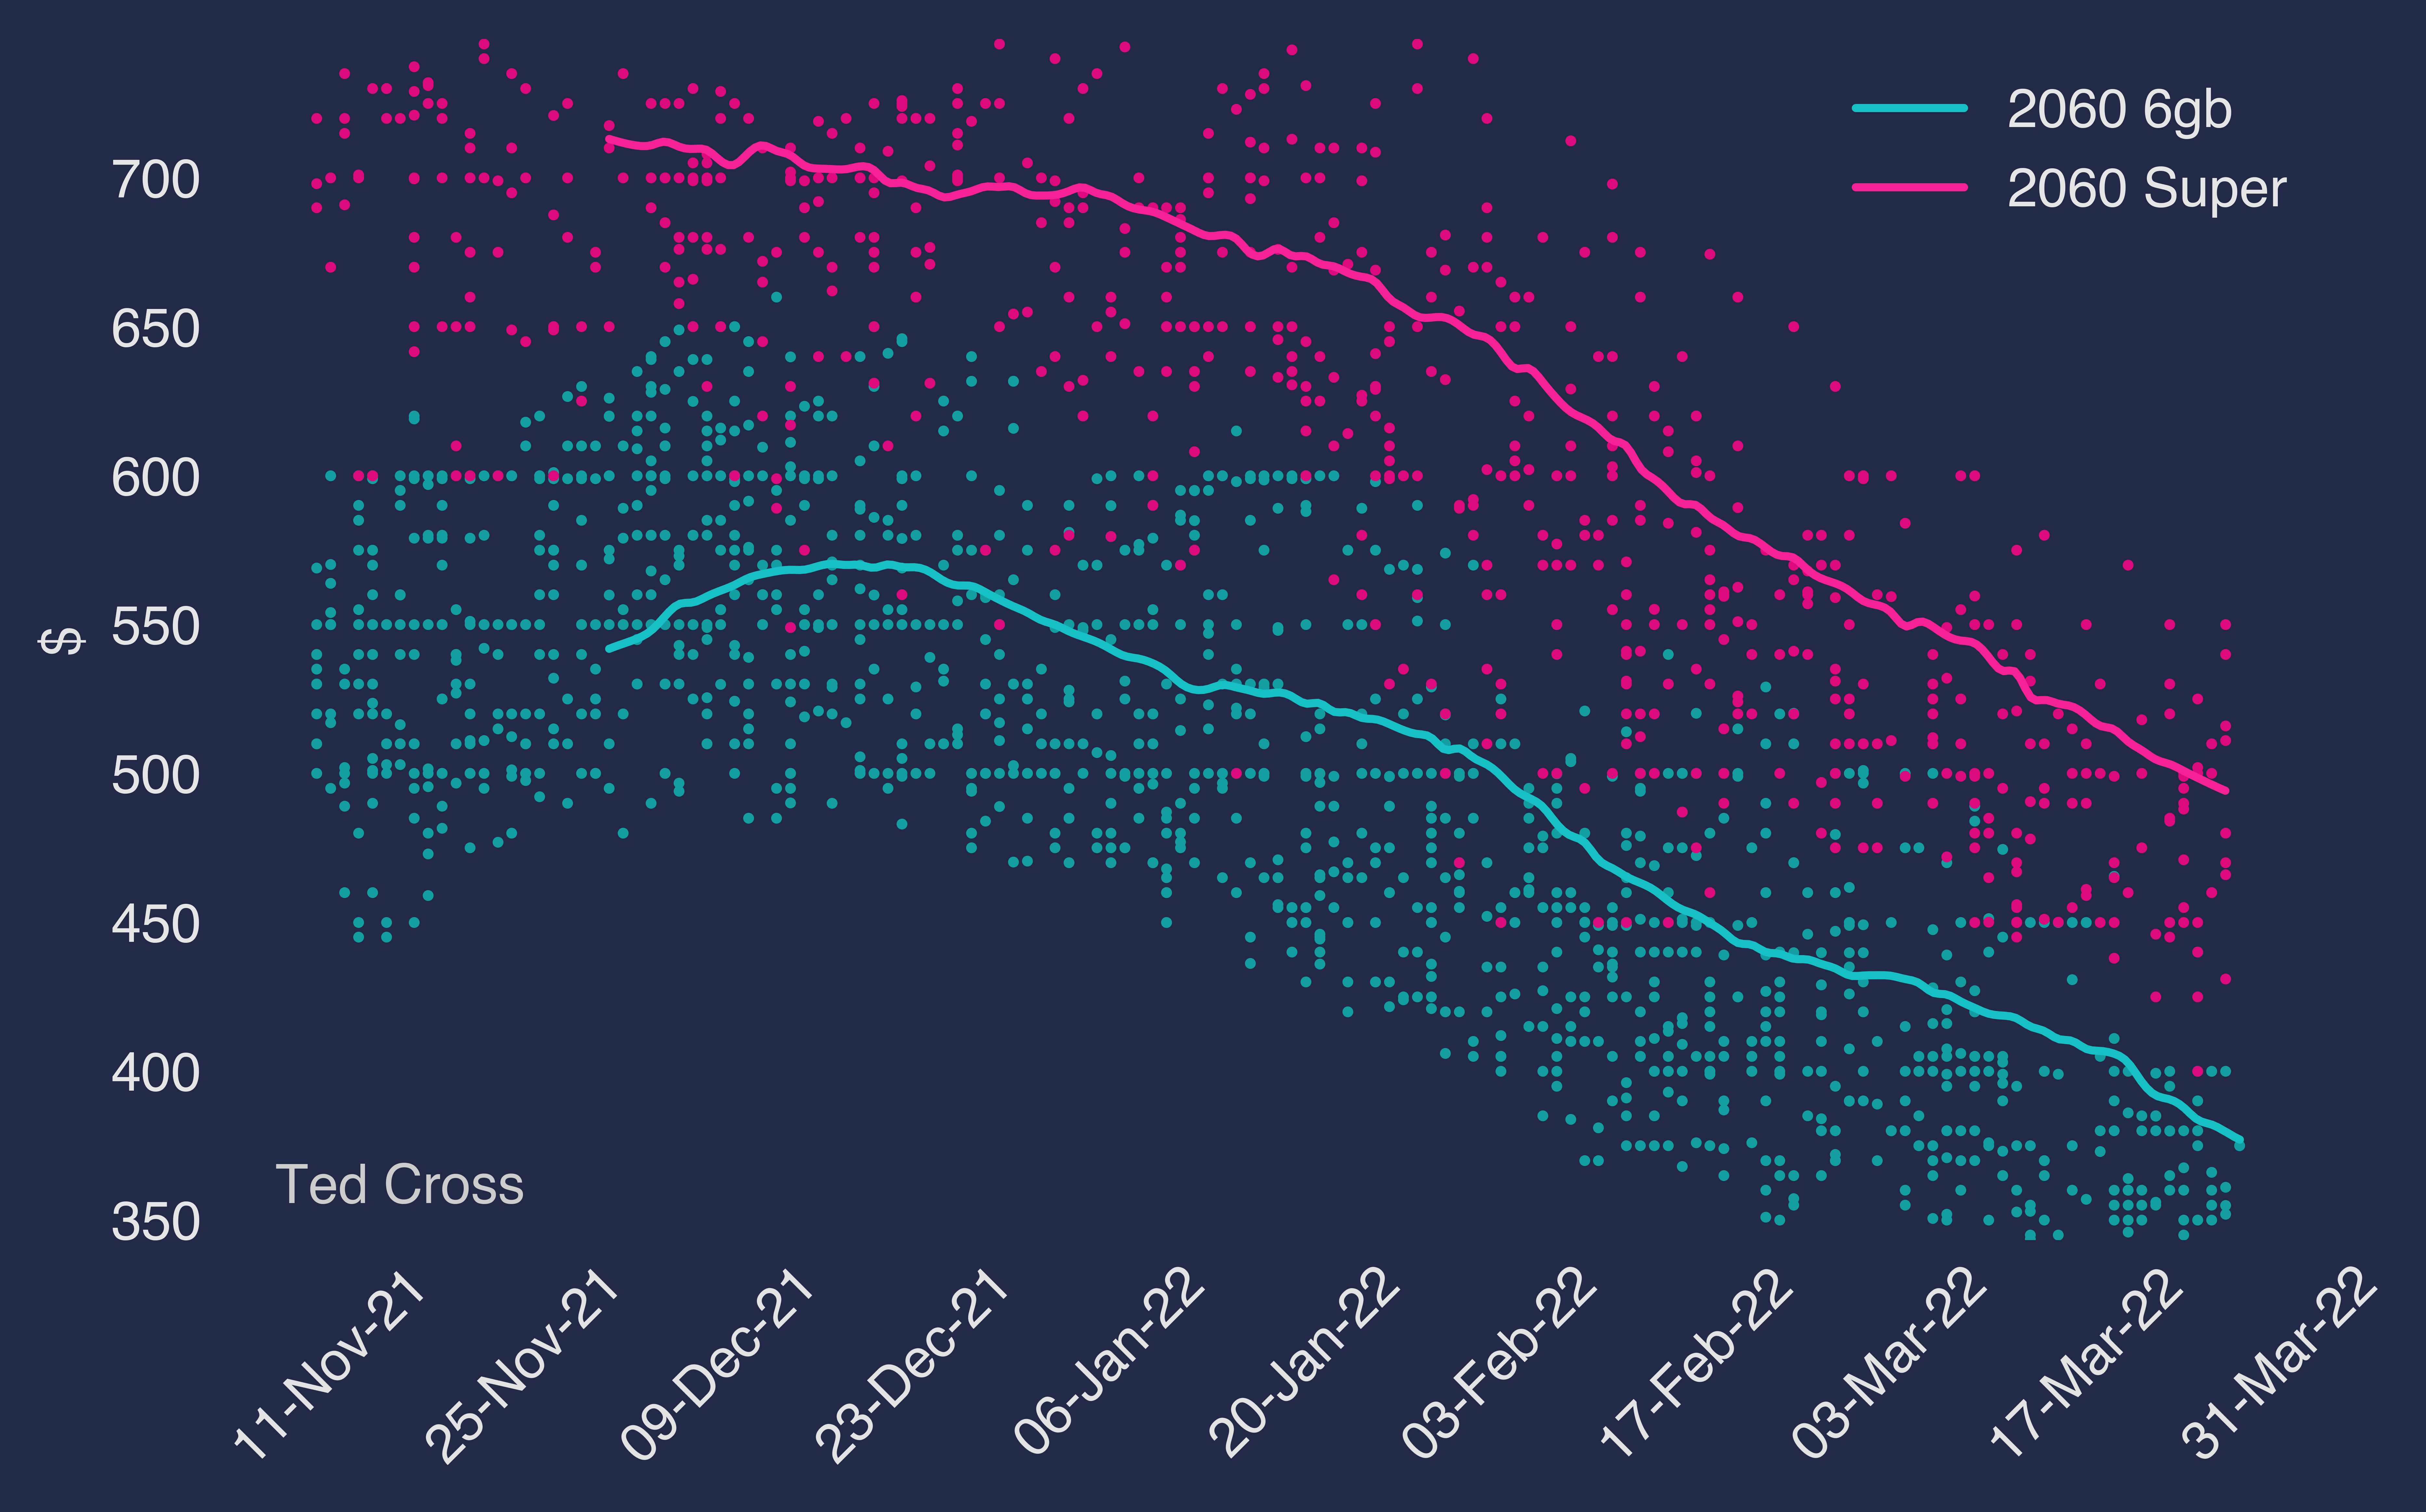 2060 6gb
2060 Super
700
650
600
550
500
450
400
350
$
Ted Cross
11-Nov-21
25-Nov-21
09-Dec-21
23-Dec-21
06-Jan-22
20-Jan-22
03-Feb-22
17-Feb-22
03-Mar-22
17-Mar-22
31-Mar-22